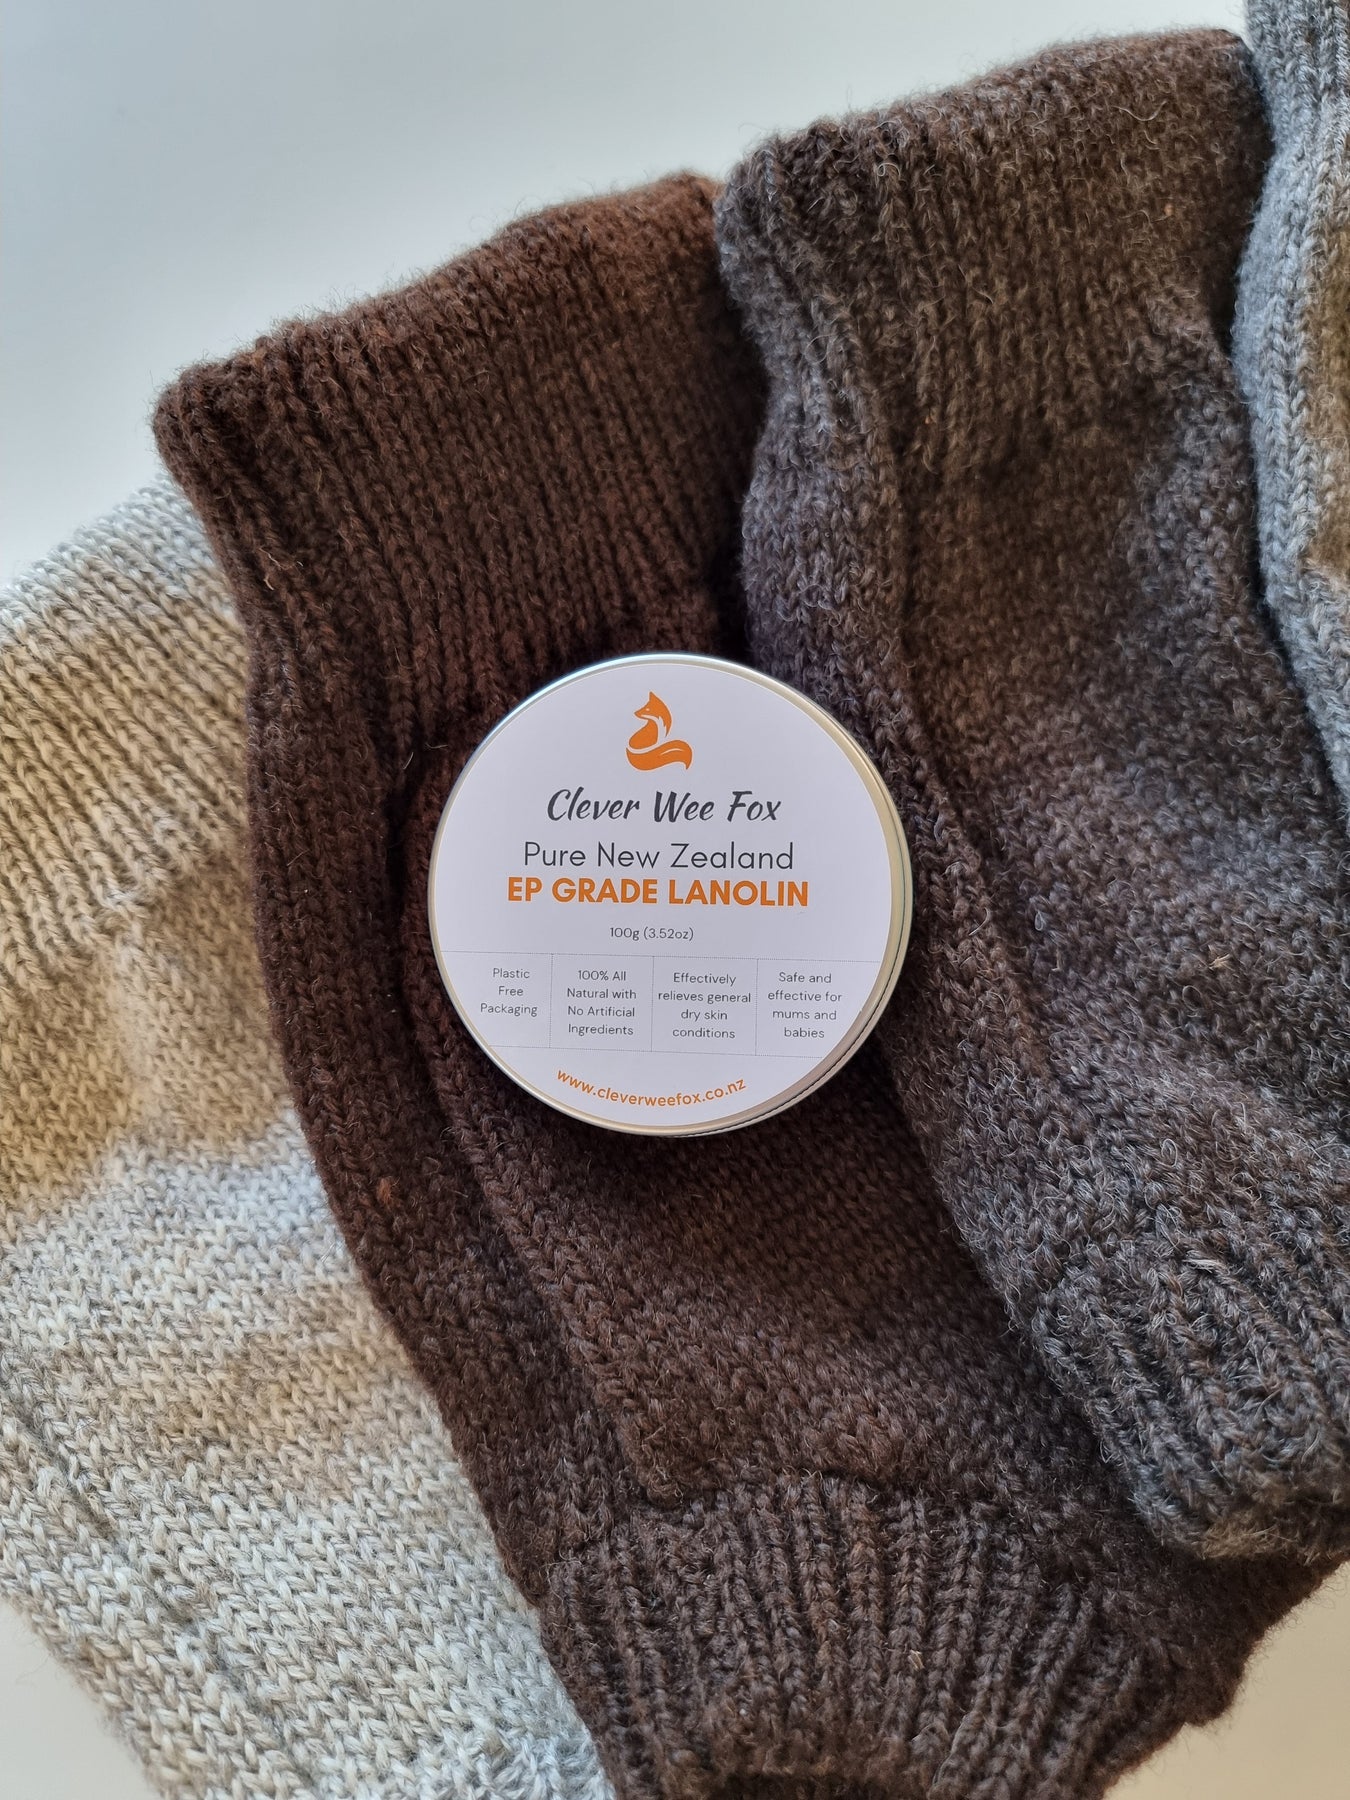 Clever Wee Fox
Pure New Zealand
EP GRADE LANOLIN
100g (3.52oz)
Plastic
Free
Packaging
100% All
Natural with
No Artificial
Ingredients
Effectively
relieves general
dry skin
conditions
Safe and
effective for
mums and
babies
www.cleverweefox.co.nz